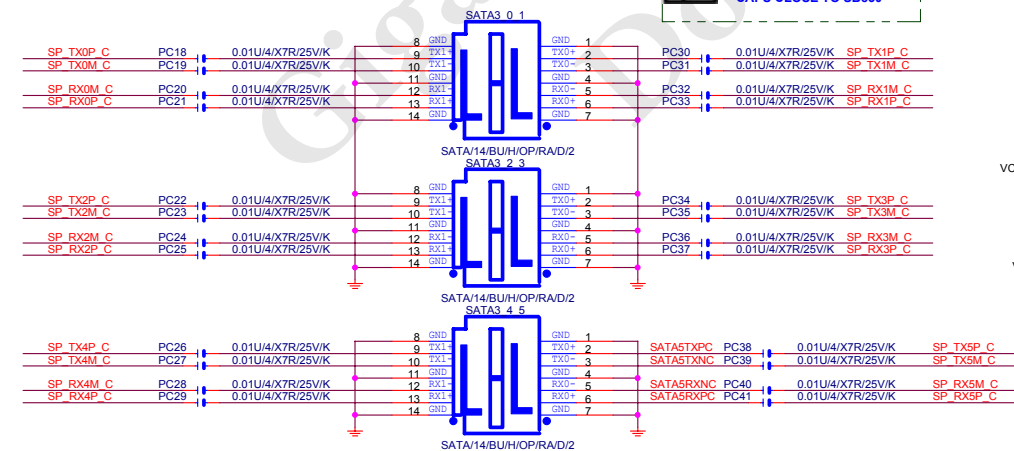 CAPS CLOSE TO SB600
SATA3_0_1
8 GND GND 1
SP_TX0P_C PC18 0.01U/4/X7R/25V/K 9 TX1+ TX0+ 2 PC30 0.01U/4/X7R/25V/K SP_TX1P_C
SP_TX0M_C PC19 0.01U/4/X7R/25V/K 10 TX1- TX0- 3 PC31 0.01U/4/X7R/25V/K SP_TX1M_C
11 GND GND 4
SP_RX0M_C PC20 0.01U/4/X7R/25V/K 12 RX1- RX0- 5 PC32 0.01U/4/X7R/25V/K SP_RX1M_C
SP_RX0P_C PC21 0.01U/4/X7R/25V/K 13 RX1+ RX0+ 6 PC33 0.01U/4/X7R/25V/K SP_RX1P_C
14 GND GND 7
SATA/14/BU/H/OP/RA/D/2
SATA3_2_3
8 GND GND 1
SP_TX2P_C PC22 0.01U/4/X7R/25V/K 9 TX1+ TX0+ 2 PC34 0.01U/4/X7R/25V/K SP_TX3P_C
SP_TX2M_C PC23 0.01U/4/X7R/25V/K 10 TX1- TX0- 3 PC35 0.01U/4/X7R/25V/K SP_TX3M_C
11 GND GND 4
SP_RX2M_C PC24 0.01U/4/X7R/25V/K 12 RX1- RX0- 5 PC36 0.01U/4/X7R/25V/K SP_RX3M_C
SP_RX2P_C PC25 0.01U/4/X7R/25V/K 13 RX1+ RX0+ 6 PC37 0.01U/4/X7R/25V/K SP_RX3P_C
14 GND GND 7
SATA/14/BU/H/OP/RA/D/2
SATA3_4_5
8 GND GND 1
SP_TX4P_C PC26 0.01U/4/X7R/25V/K 9 TX1+ TX0+ 2 SATA5TXPC PC38 0.01U/4/X7R/25V/K SP_TX5P_C
SP_TX4M_C PC27 0.01U/4/X7R/25V/K 10 TX1- TX0- 3 SATA5TXNC PC39 0.01U/4/X7R/25V/K SP_TX5M_C
11 GND GND 4
SP_RX4M_C PC28 0.01U/4/X7R/25V/K 12 RX1- RX0- 5 SATA5RXNC PC40 0.01U/4/X7R/25V/K SP_RX5M_C
SP_RX4P_C PC29 0.01U/4/X7R/25V/K 13 RX1+ RX0+ 6 SATA5RXPC PC41 0.01U/4/X7R/25V/K SP_RX5P_C
14 GND GND 7
SATA/14/BU/H/OP/RA/D/2